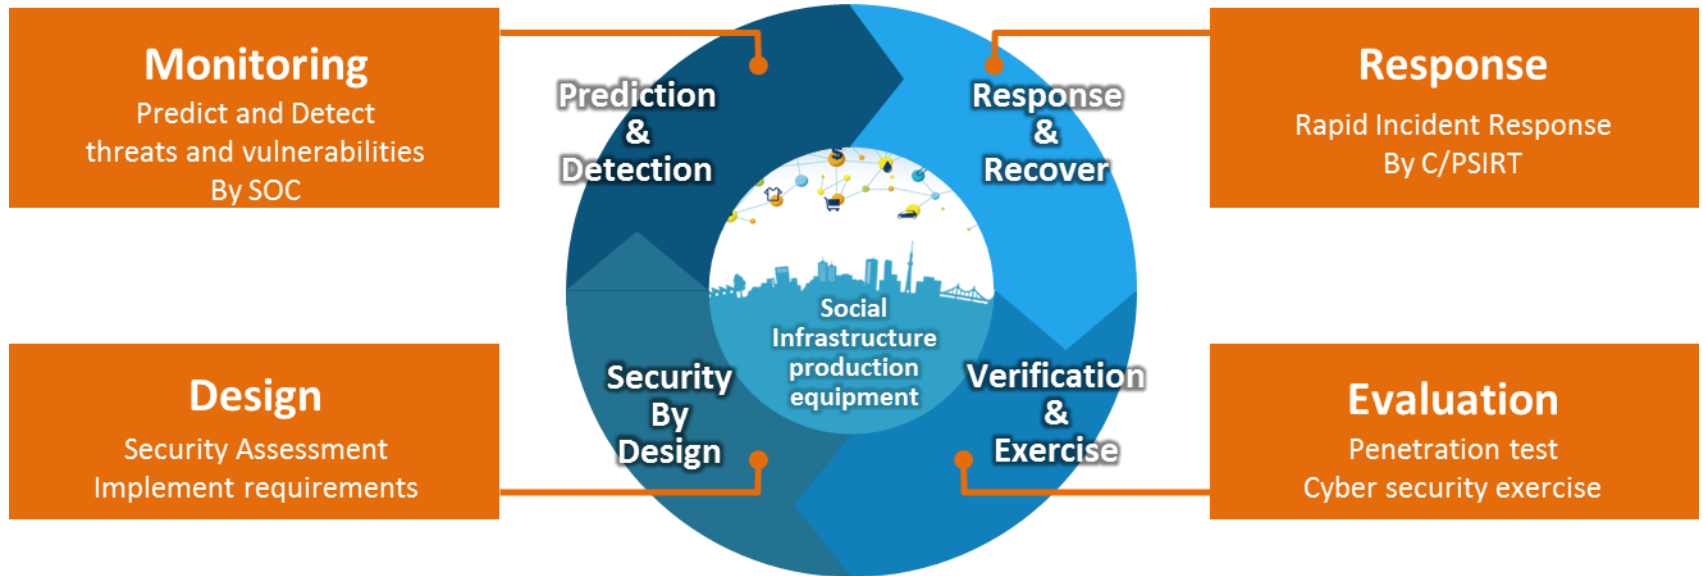 Monitoring
Predict and Detect
threats and vulnerabilities
By SOC
Prediction
&
Detection
Response
&
Recover
Response
Rapid Incident Response
By C/PSIRT
Design
Security Assessment
Implement requirements
Security
By
Design
Social
Infrastructure
production
equipment
Verification
&
Exercise
Evaluation
Penetration test
Cyber security exercise